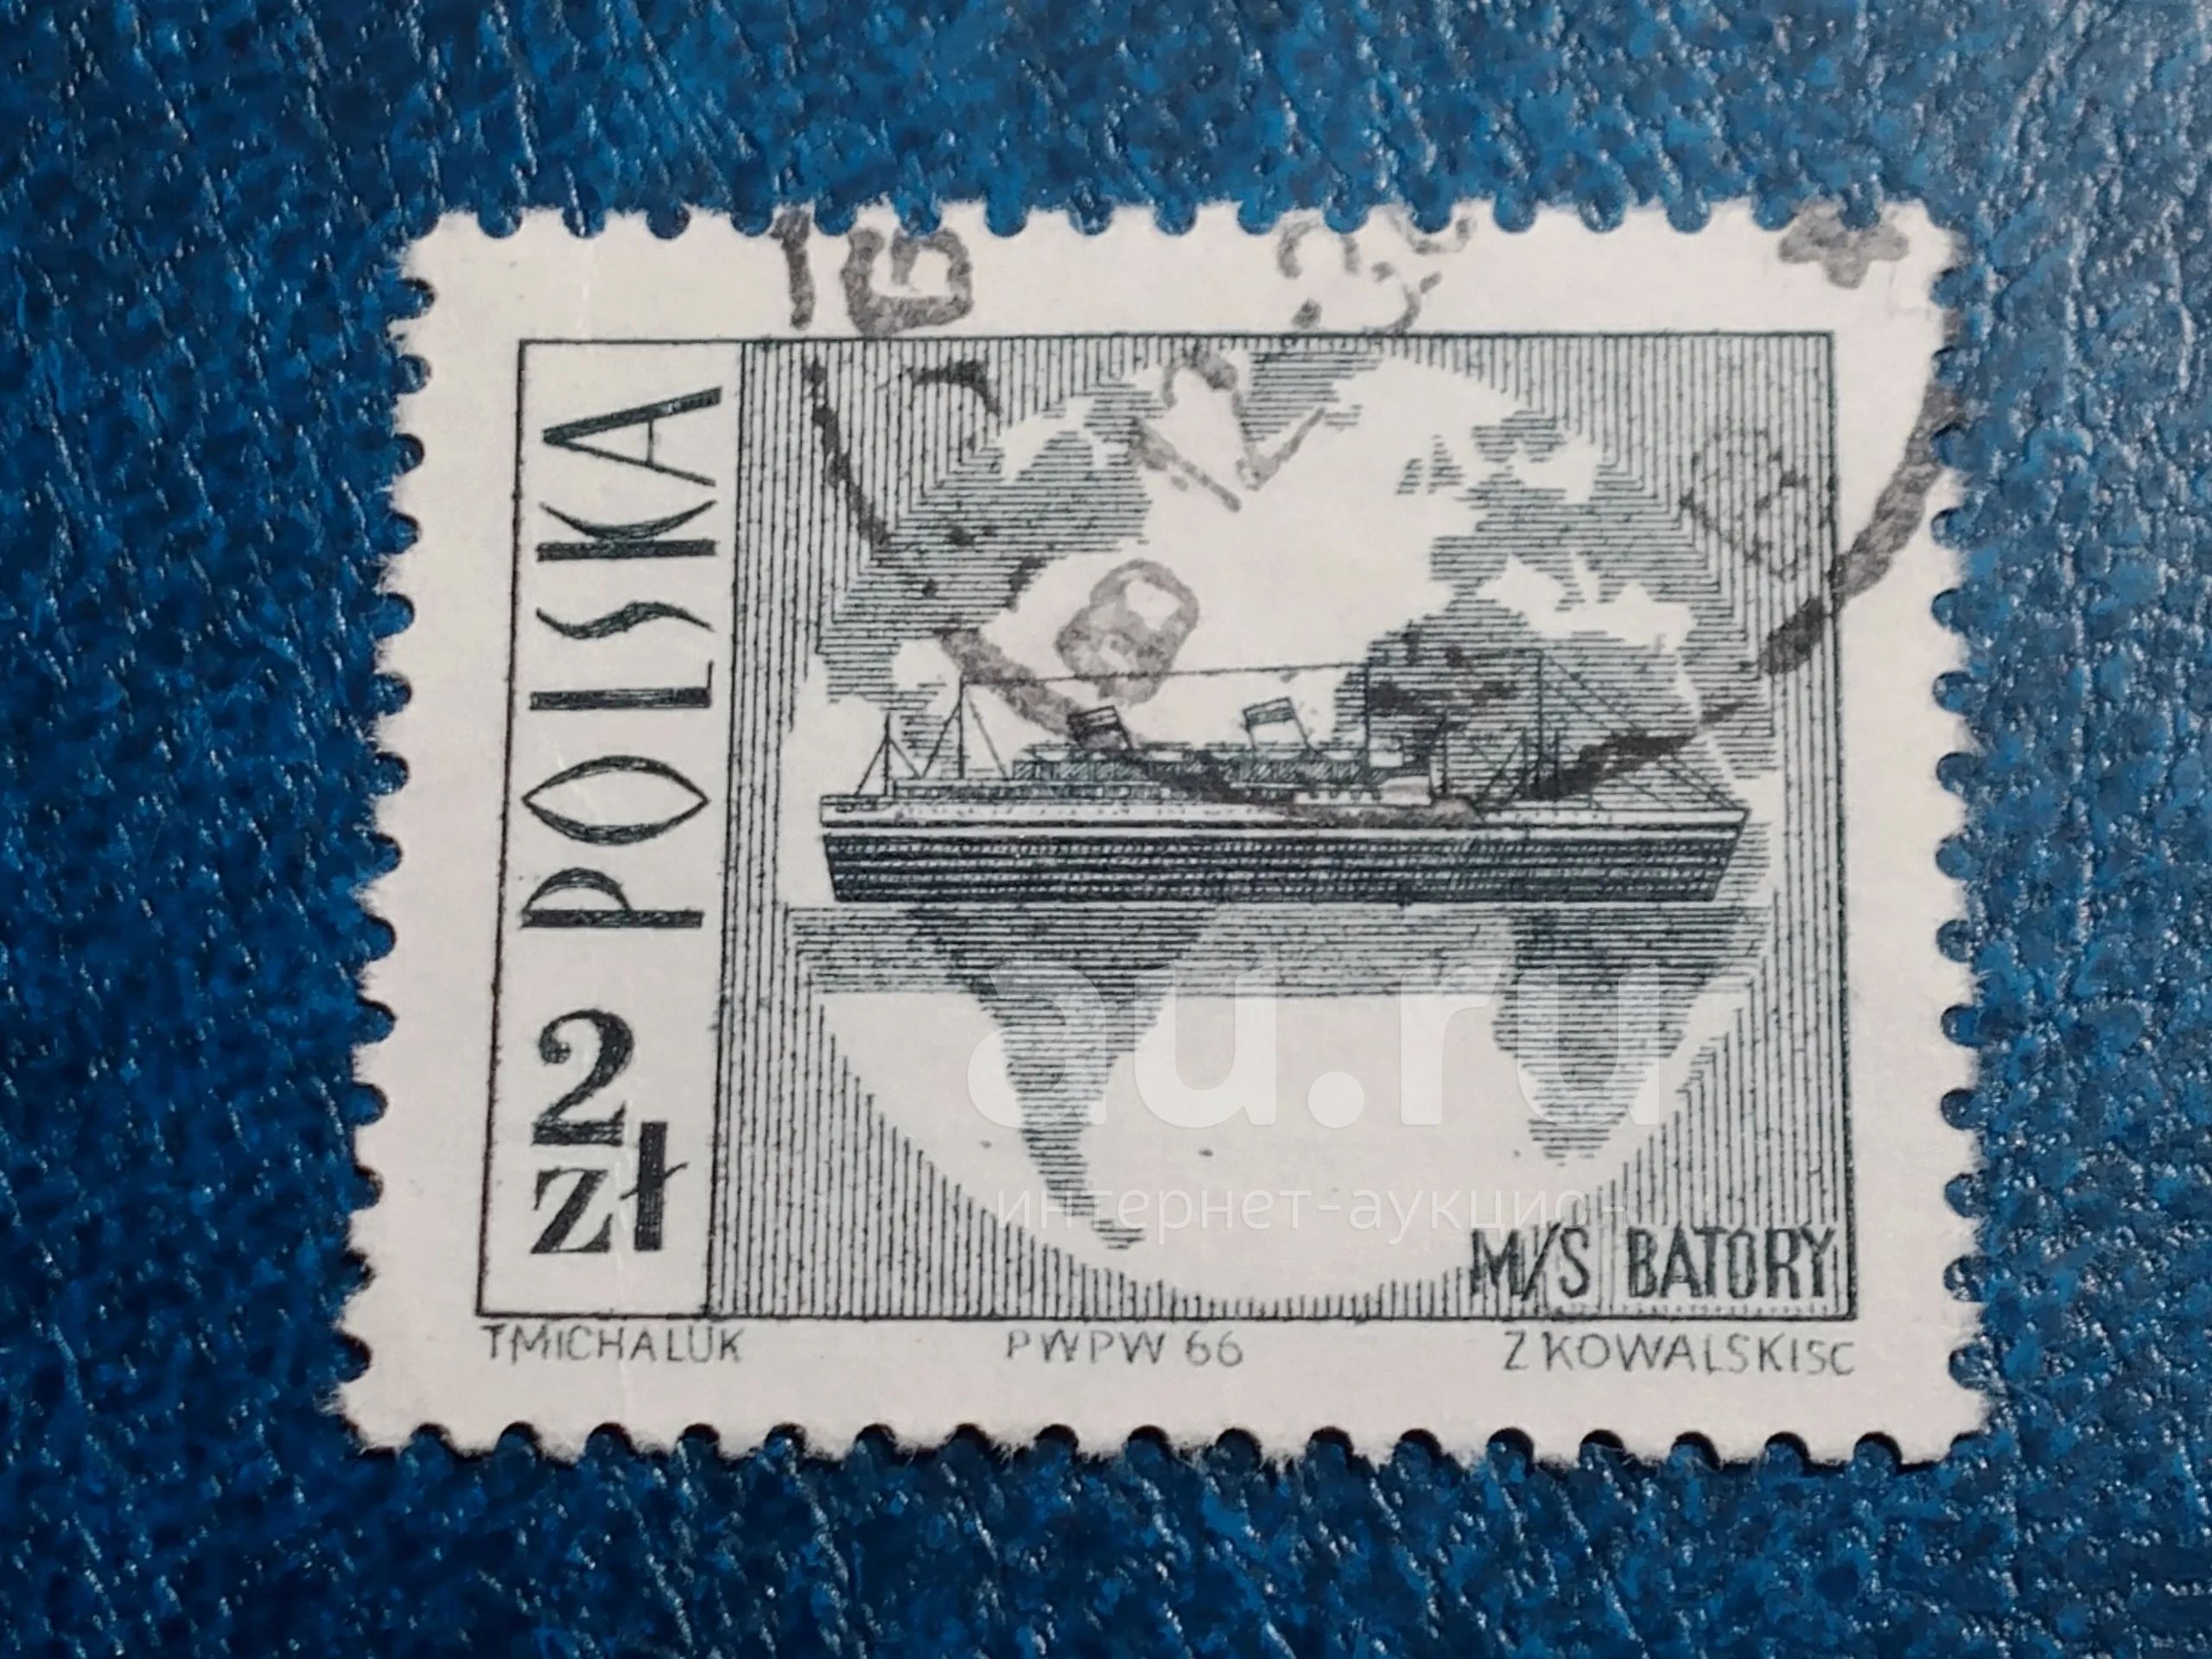 POLSKA
2
zł
M/S BATORY
T MICHALUK PWPW 66 Z KOWALSKI SC
au.ru
интернет-аукцион